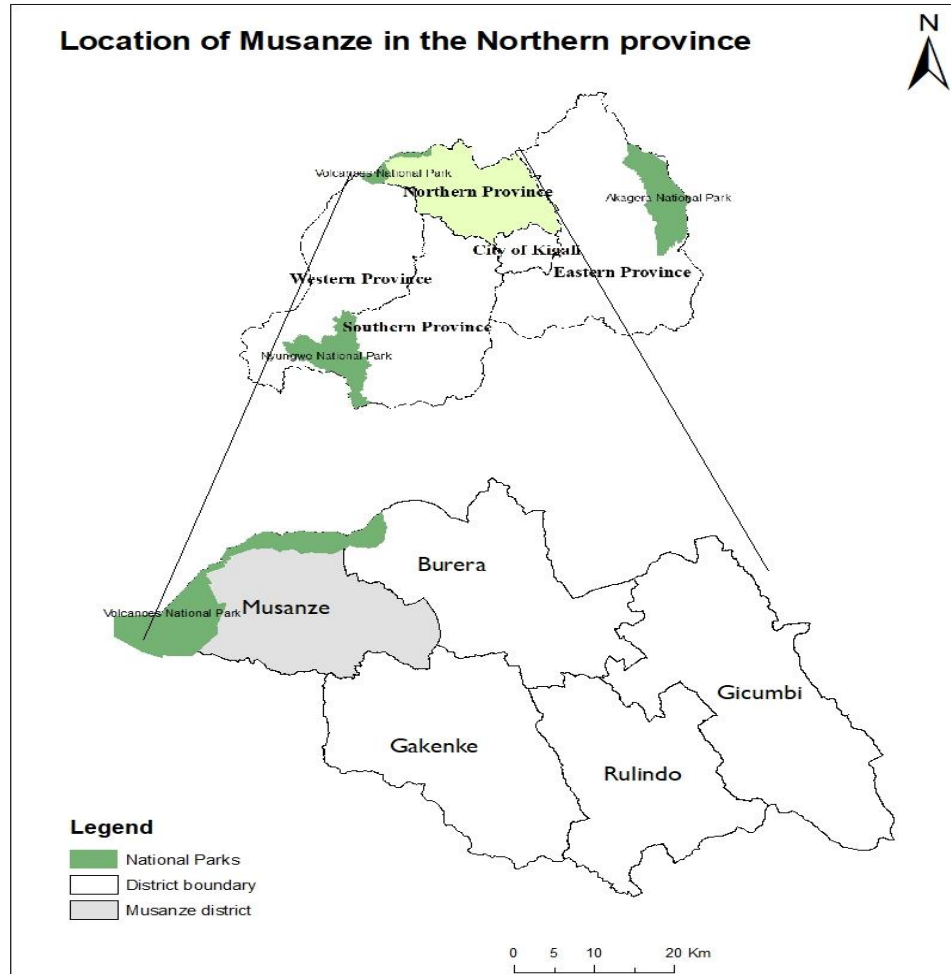 Location of Musanze in the Northern province
N
Volcanoes National Park
Northern Province
Akagera National Park
City of Kigali
Western Province
Eastern Province
Southern Province
Nyungwe National Park
Burera
Volcanoes National Park
Musanze
Gicumbi
Gakenke
Rulindo
Legend
National Parks
District boundary
Musanze district
0 5 10 20 Km